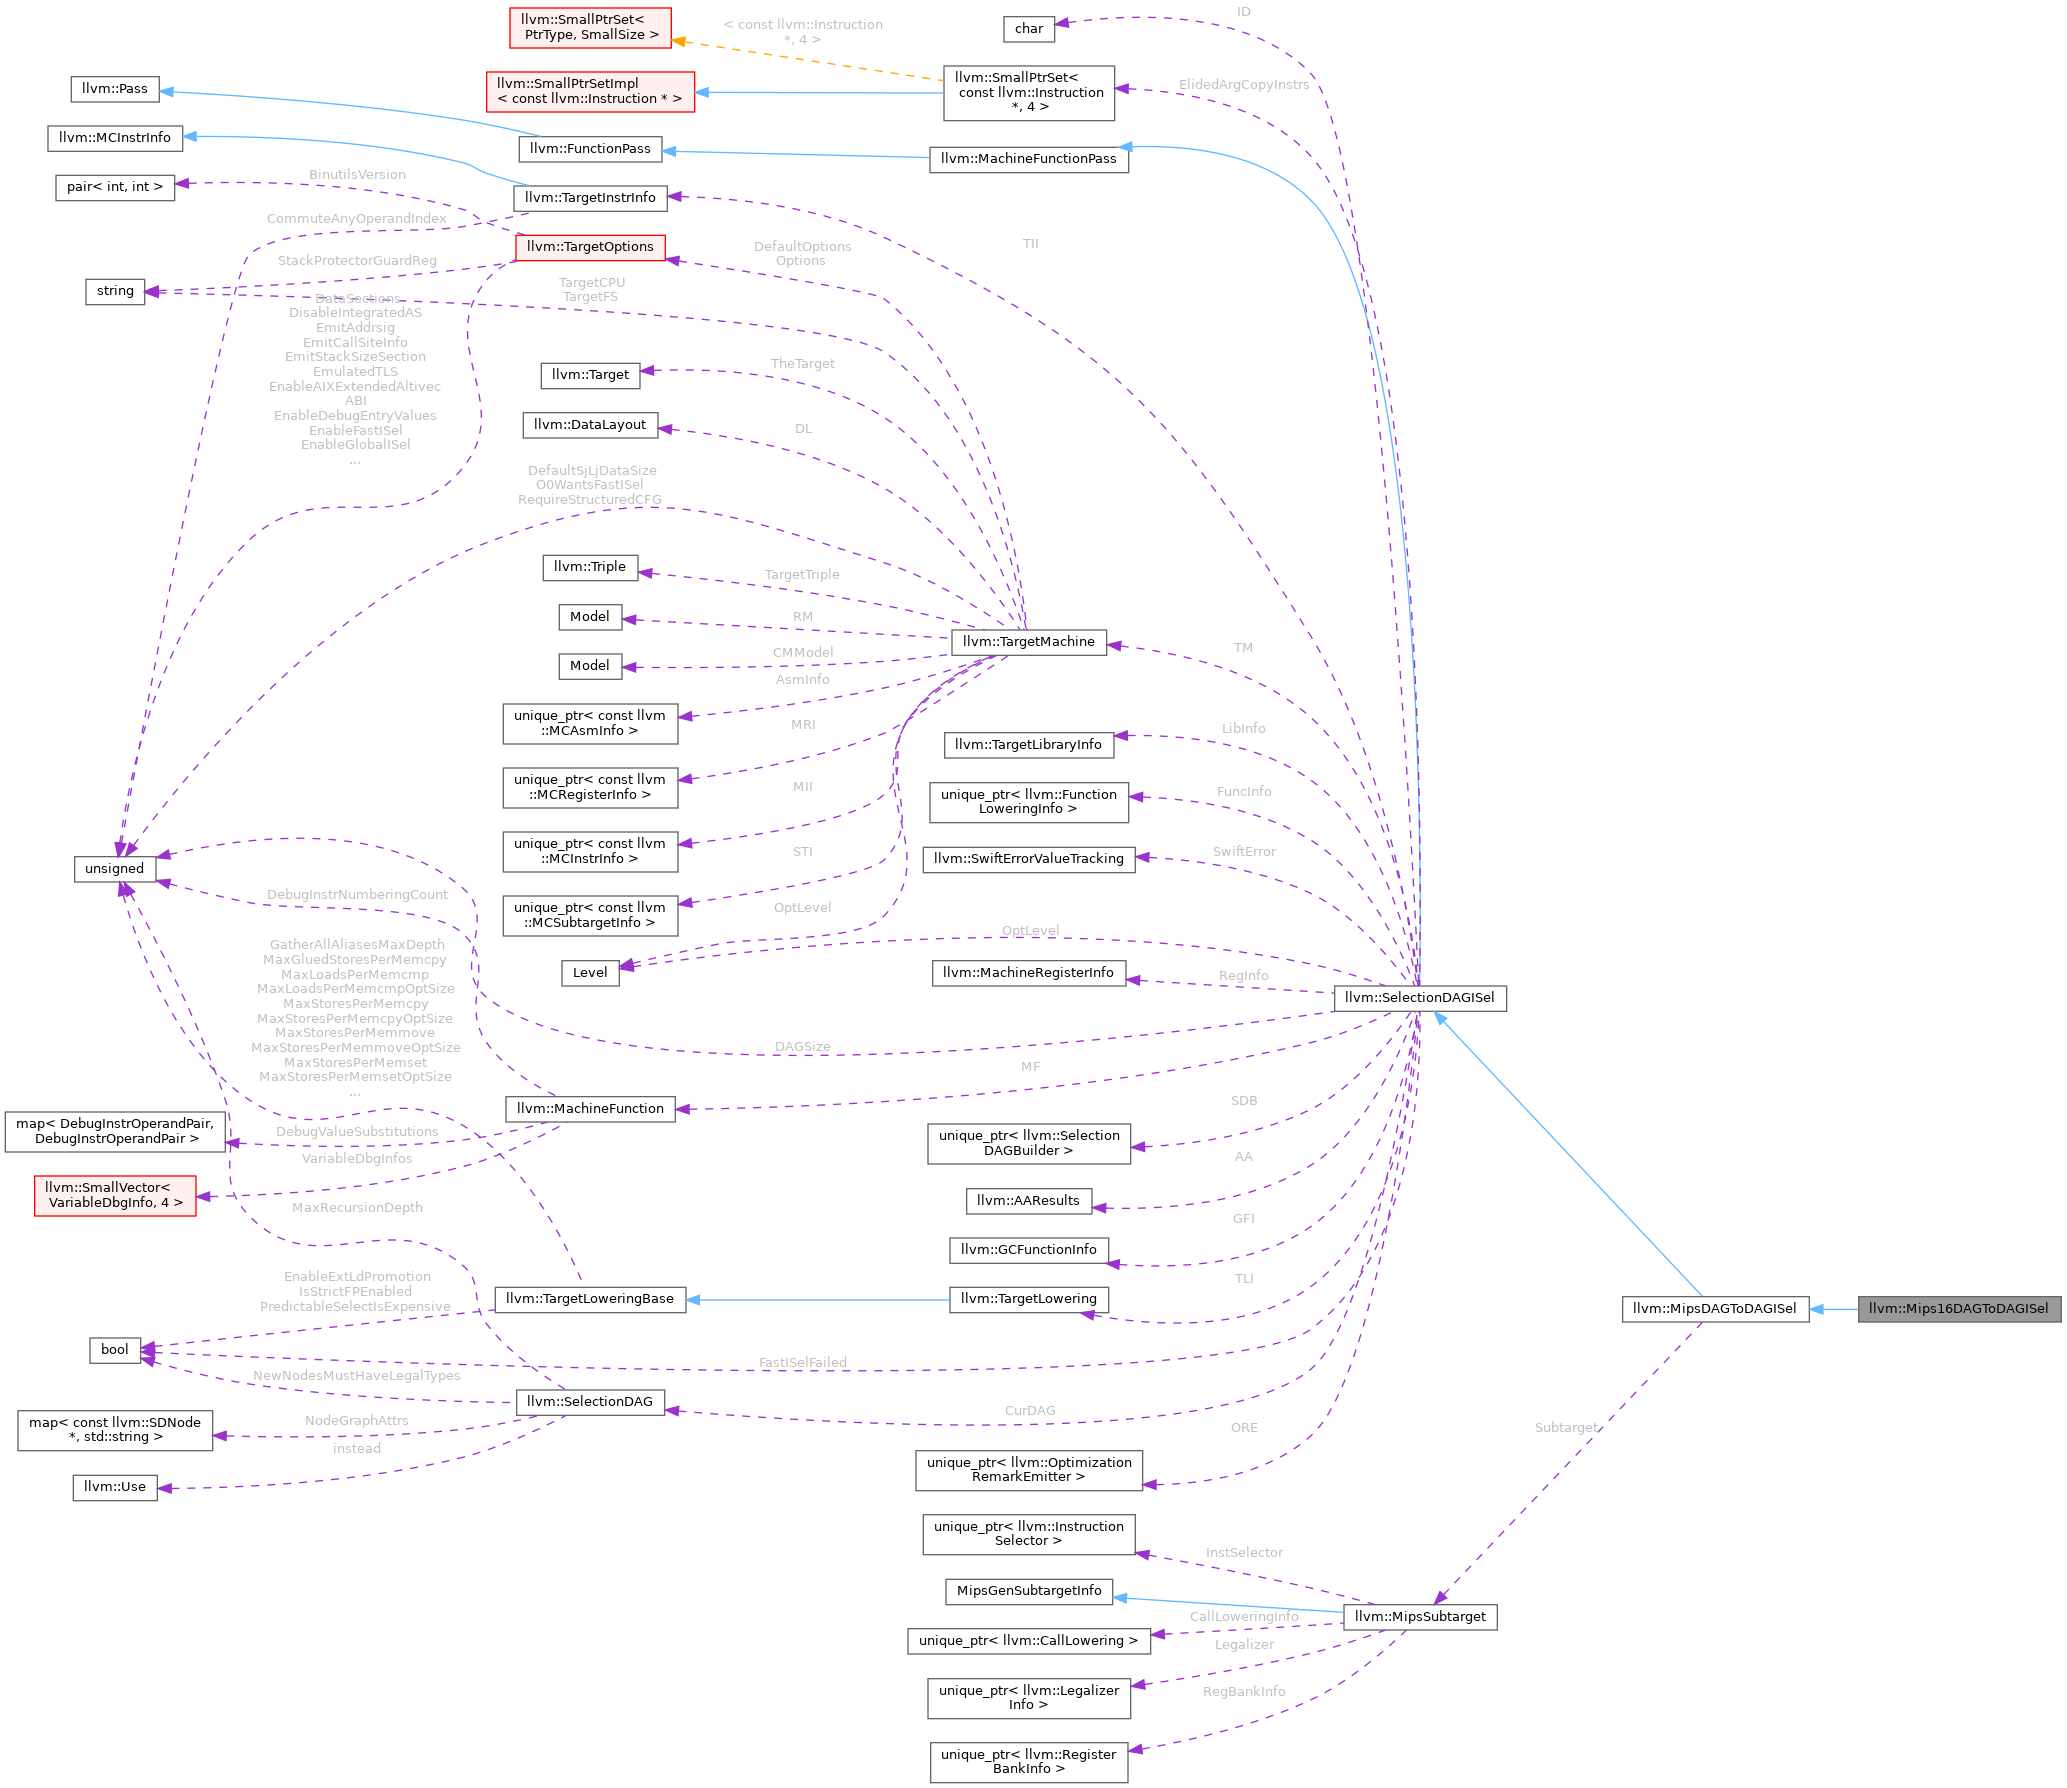 llvm::SmallPtrSet<
PtrType, SmallSize >
< const llvm::Instruction
*, 4 >
char
ID
llvm::Pass
llvm::SmallPtrSetImpl
< const llvm::Instruction * >
llvm::SmallPtrSet<
const llvm::Instruction
*, 4 >
ElidedArgCopyInstrs
llvm::MCInstrInfo
llvm::FunctionPass
llvm::MachineFunctionPass
pair< int, int >
BinutilsVersion
llvm::TargetInstrInfo
CommuteAnyOperandIndex
llvm::TargetOptions
DefaultOptions
Options
TII
StackProtectorGuardReg
string
TargetCPU
TargetFS
DataSections
DisableIntegratedAS
EmitAddrsig
EmitCallSiteInfo
EmitStackSizeSection
EmulatedTLS
EnableAIXExtendedAltivec
ABI
EnableDebugEntryValues
EnableFastISel
EnableGlobalISel
...
llvm::Target
TheTarget
llvm::DataLayout
DL
DefaultSjLjDataSize
O0WantsFastISel
RequireStructuredCFG
llvm::Triple
TargetTriple
Model
RM
llvm::TargetMachine
TM
Model
CMModel
AsmInfo
unique_ptr< const llvm
::MCAsmInfo >
MRI
llvm::TargetLibraryInfo
LibInfo
unique_ptr< const llvm
::MCRegisterInfo >
MII
unique_ptr< llvm::Function
LoweringInfo >
FuncInfo
unique_ptr< const llvm
::MCInstrInfo >
STI
llvm::SwiftErrorValueTracking
SwiftError
unsigned
DebugInstrNumberingCount
unique_ptr< const llvm
::MCSubtargetInfo >
OptLevel
OptLevel
Level
llvm::MachineRegisterInfo
RegInfo
llvm::SelectionDAGISel
GatherAllAliasesMaxDepth
MaxGluedStoresPerMemcpy
MaxLoadsPerMemcmp
MaxLoadsPerMemcmpOptSize
MaxStoresPerMemcpy
MaxStoresPerMemcpyOptSize
MaxStoresPerMemmove
MaxStoresPerMemmoveOptSize
MaxStoresPerMemset
MaxStoresPerMemsetOptSize
...
DAGSize
MF
llvm::MachineFunction
SDB
map< DebugInstrOperandPair,
DebugInstrOperandPair >
DebugValueSubstitutions
unique_ptr< llvm::Selection
DAGBuilder >
VariableDbgInfos
AA
llvm::SmallVector<
VariableDbgInfo, 4 >
llvm::AAResults
MaxRecursionDepth
GFI
llvm::GCFunctionInfo
EnableExtLdPromotion
IsStrictFPEnabled
PredictableSelectIsExpensive
llvm::TargetLoweringBase
llvm::TargetLowering
TLI
llvm::MipsDAGToDAGISel
llvm::Mips16DAGToDAGISel
bool
FastISelFailed
NewNodesMustHaveLegalTypes
llvm::SelectionDAG
CurDAG
map< const llvm::SDNode
*, std::string >
NodeGraphAttrs
instead
ORE
Subtarget
unique_ptr< llvm::Optimization
RemarkEmitter >
llvm::Use
unique_ptr< llvm::Instruction
Selector >
InstSelector
MipsGenSubtargetInfo
llvm::MipsSubtarget
CallLoweringInfo
unique_ptr< llvm::CallLowering >
Legalizer
unique_ptr< llvm::Legalizer
Info >
RegBankInfo
unique_ptr< llvm::Register
BankInfo >